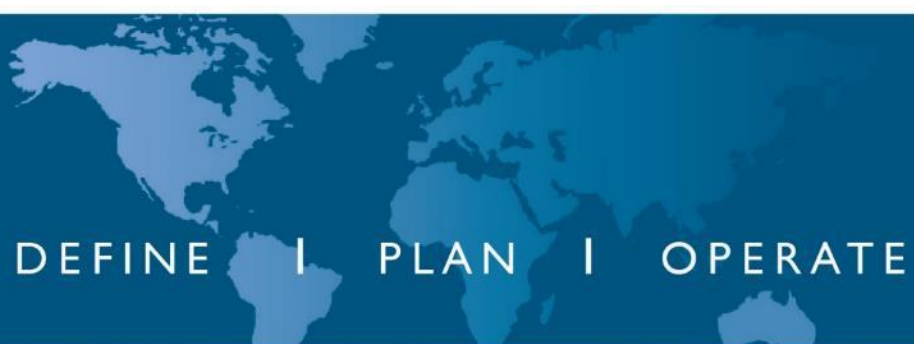 DEFINE | PLAN | OPERATE